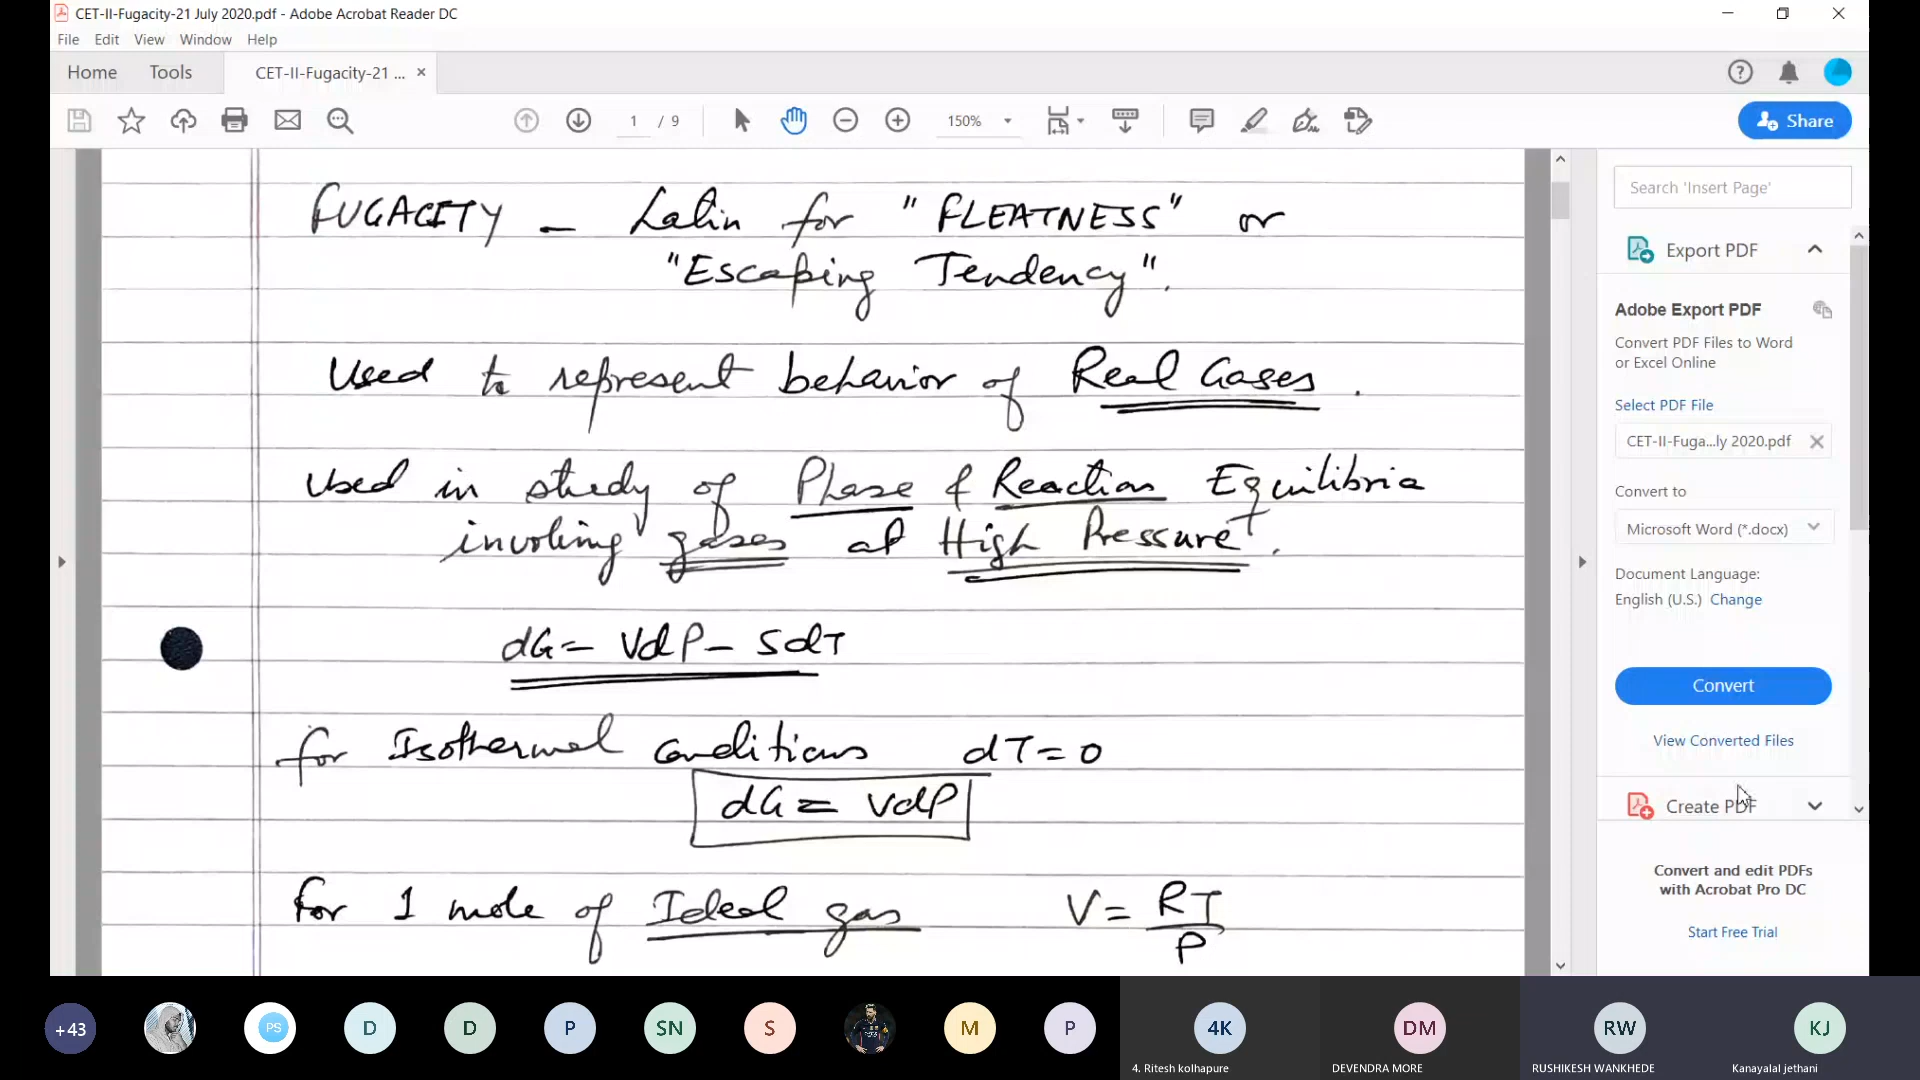 CET-II-Fugacity-21 July 2020.pdf - Adobe Acrobat Reader DC
File Edit View Window Help
Home Tools CET-II-Fugacity-21 ... ×
1 / 9 150% Share
FUGACITY – Latin for "FLEATNESS" or
"Escaping Tendency".
Used to represent behavior of Real Gases.
Used in study of Phase & Reaction Equilibria
involing gases at High Pressure.
dG = VdP – SdT
for Isothermal conditions dT = 0
dG = VdP
for 1 mole of Ideal gas V = RT/P
Search 'Insert Page'
Export PDF
Adobe Export PDF
Convert PDF Files to Word
or Excel Online
Select PDF File
CET-II-Fuga...ly 2020.pdf
Convert to
Microsoft Word (*.docx)
Document Language:
English (U.S.) Change
Convert
View Converted Files
Create PDF
Convert and edit PDFs
with Acrobat Pro DC
Start Free Trial
+43 PS D D P SN S M P 4K DM RW KJ
4. Ritesh kolhapure DEVENDRA MORE RUSHIKESH WANKHEDE Kanayalal jethani